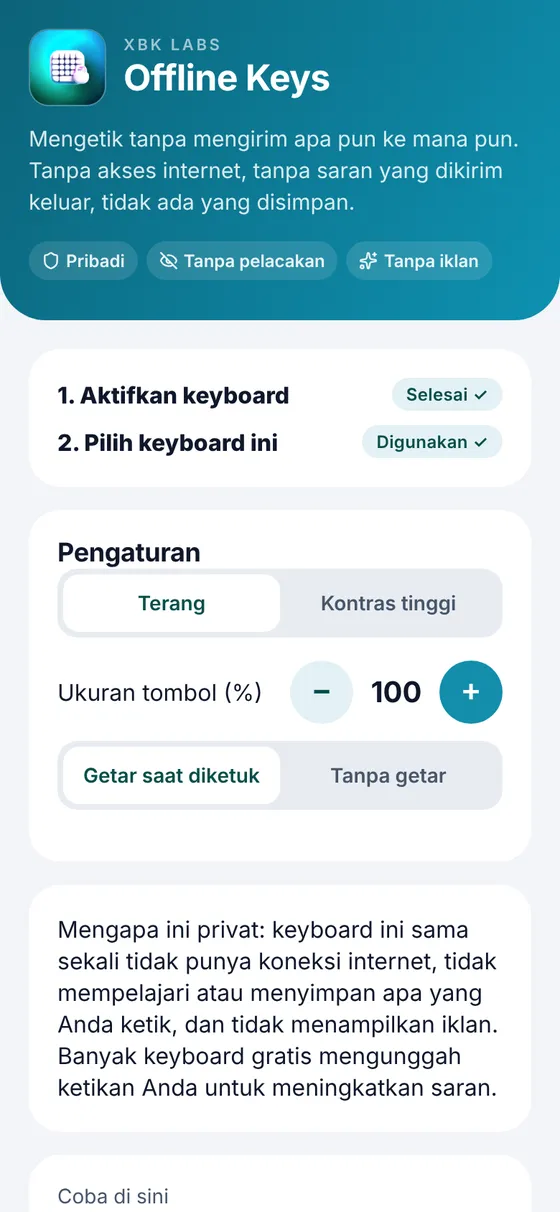 XBK LABS
Offline Keys
Mengetik tanpa mengirim apa pun ke mana pun.
Tanpa akses internet, tanpa saran yang dikirim
keluar, tidak ada yang disimpan.
Pribadi
Tanpa pelacakan
Tanpa iklan
1. Aktifkan keyboard
Selesai ✓
2. Pilih keyboard ini
Digunakan ✓
Pengaturan
Terang
Kontras tinggi
Ukuran tombol (%)
−
100
+
Getar saat diketuk
Tanpa getar
Mengapa ini privat: keyboard ini sama
sekali tidak punya koneksi internet, tidak
mempelajari atau menyimpan apa yang
Anda ketik, dan tidak menampilkan iklan.
Banyak keyboard gratis mengunggah
ketikan Anda untuk meningkatkan saran.
Coba di sini